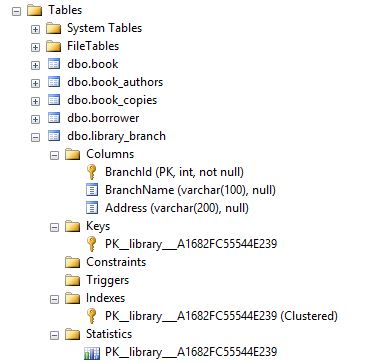 Tables
System Tables
FileTables
dbo.book
dbo.book_authors
dbo.book_copies
dbo.borrower
dbo.library_branch
Columns
BranchId (PK, int, not null)
BranchName (varchar(100), null)
Address (varchar(200), null)
Keys
PK__library___A1682FC55544E239
Constraints
Triggers
Indexes
PK__library___A1682FC55544E239 (Clustered)
Statistics
PK__library___A1682FC55544E239